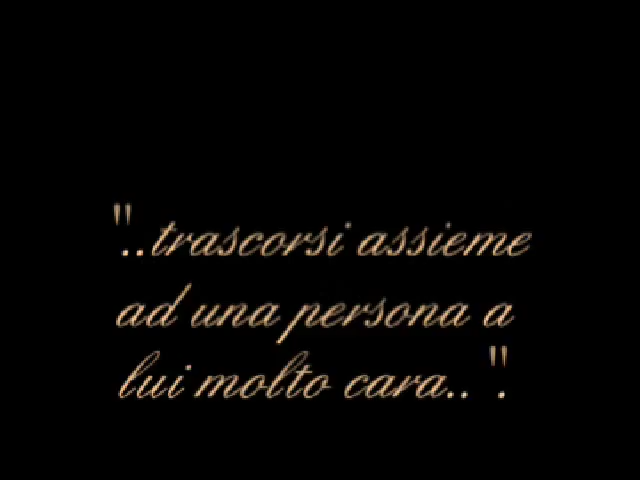 "..trascorsi assieme
ad una persona a
lui molto cara.. ".